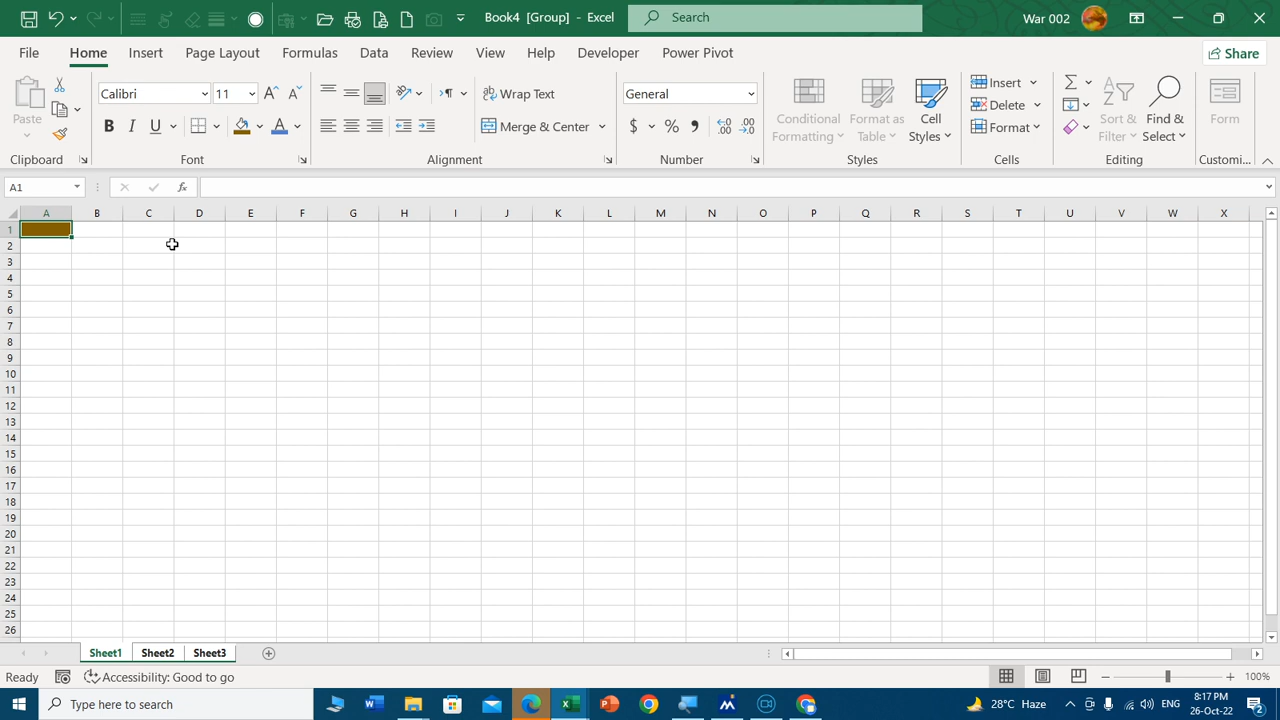 Book4 [Group] - Excel
Search
War 002
File Home Insert Page Layout Formulas Data Review View Help Developer Power Pivot
Share
Paste
Clipboard
Calibri 11
B I U
Font
Wrap Text
Merge & Center
Alignment
General
$ % ,
Number
Conditional Formatting
Format as Table
Cell Styles
Styles
Insert
Delete
Format
Cells
Sort & Filter
Find & Select
Editing
Form
Customi...
A1
fx
A B C D E F G H I J K L M N O P Q R S T U V W X
1
2
3
4
5
6
7
8
9
10
11
12
13
14
15
16
17
18
19
20
21
22
23
24
25
26
Sheet1 Sheet2 Sheet3
Ready
Accessibility: Good to go
100%
Type here to search
28°C Haze
ENG
8:17 PM
26-Oct-22
2